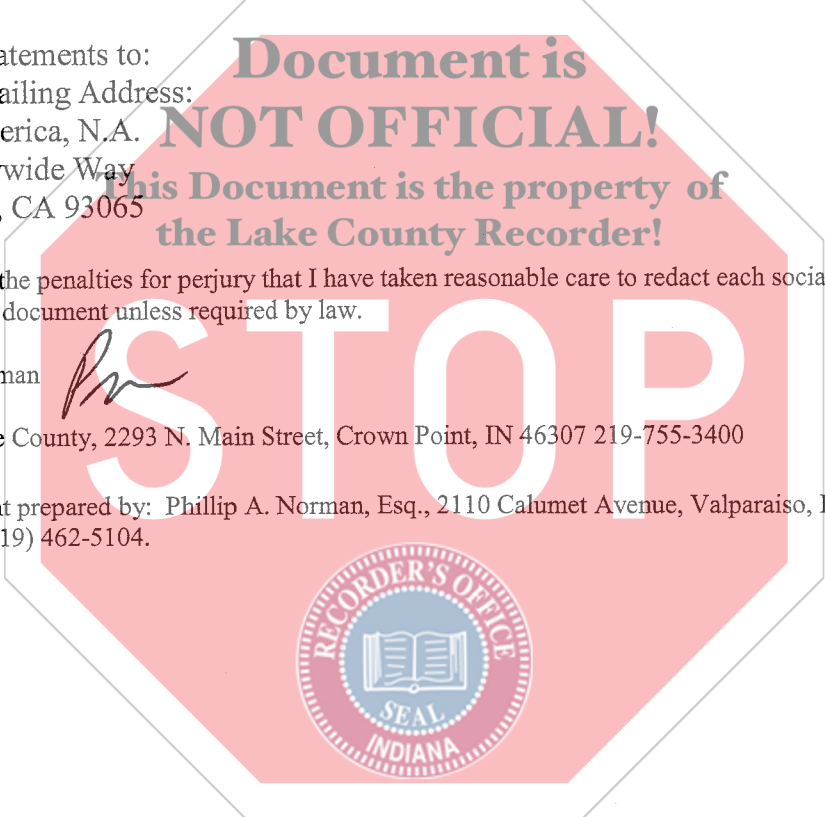 atements to:
Document is
ailing Address:
NOT OFFICIAL!
erica, N.A.
wide Way
This Document is the property of
, CA 93065
the Lake County Recorder!
the penalties for perjury that I have taken reasonable care to redact each socia
document unless required by law.
man
STOP
e County, 2293 N. Main Street, Crown Point, IN 46307 219-755-3400
t prepared by: Phillip A. Norman, Esq., 2110 Calumet Avenue, Valparaiso, I
19) 462-5104.
RECORDER'S OFFICE
SEAL
INDIANA